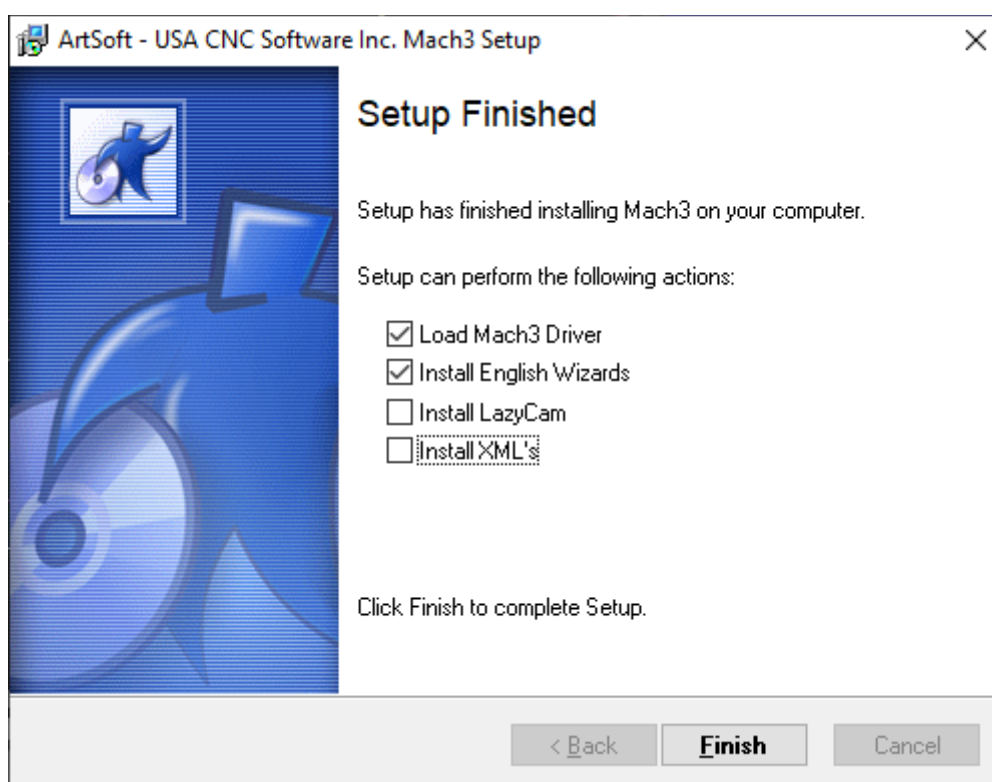 ArtSoft - USA CNC Software Inc. Mach3 Setup
Setup Finished
Setup has finished installing Mach3 on your computer.
Setup can perform the following actions:
Load Mach3 Driver
Install English Wizards
Install LazyCam
Install XML's
Click Finish to complete Setup.
< Back
Finish
Cancel